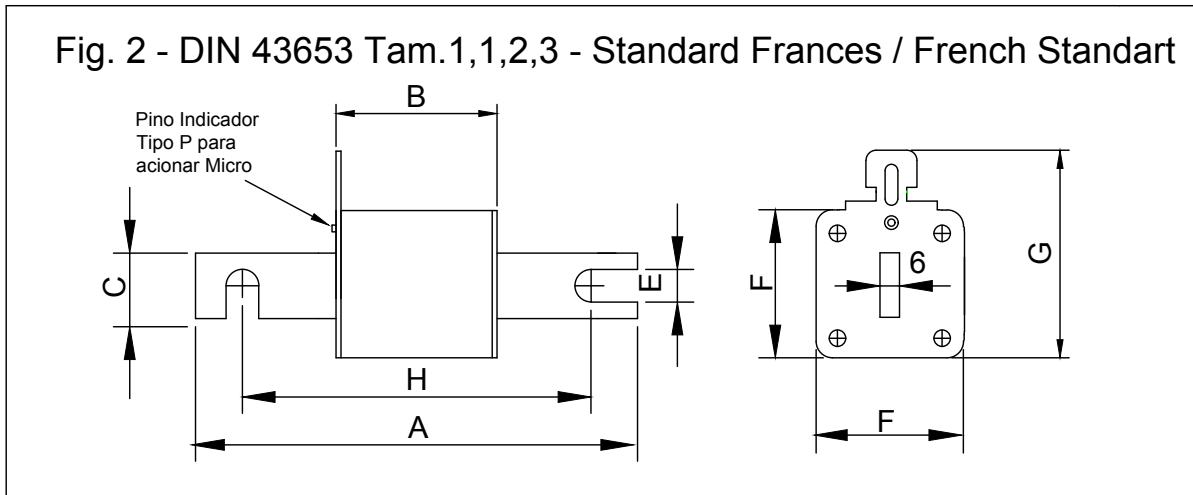 Fig. 2 - DIN 43653 Tam.1,1,2,3 - Standard Frances / French Standart
B
Pino Indicador
Tipo P para
acionar Micro
C
E
H
A
F
6
G
F